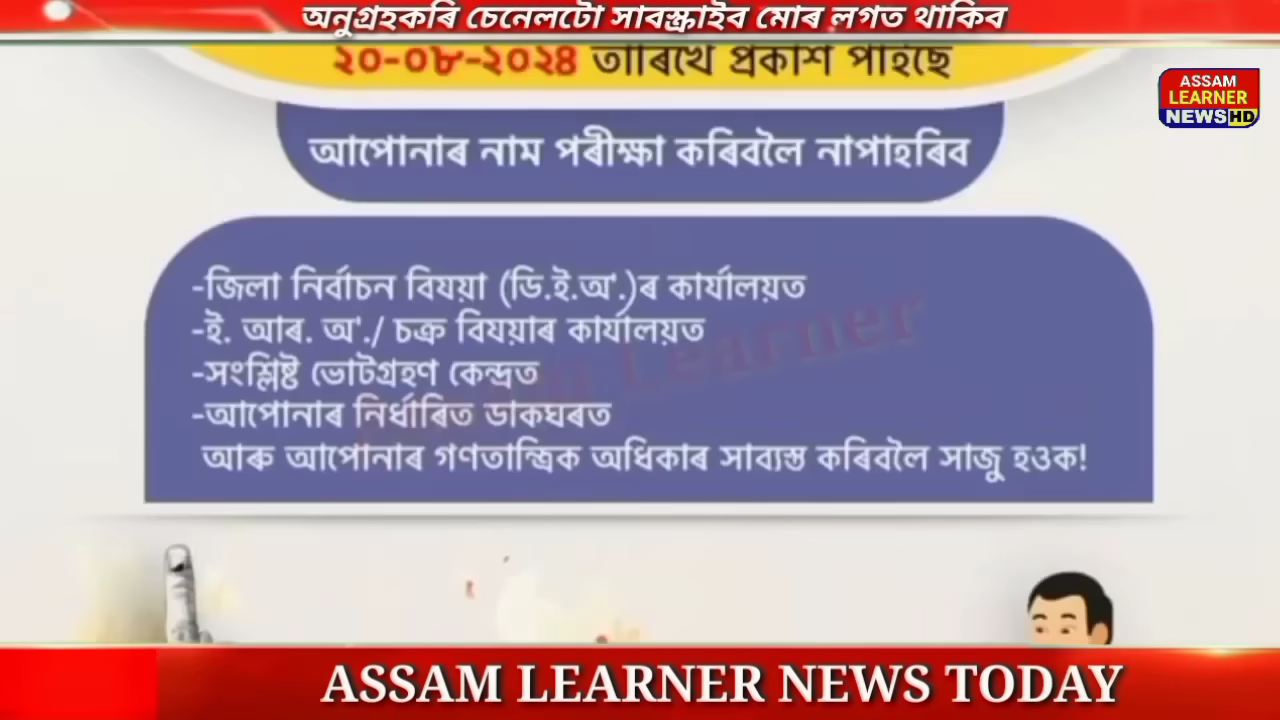 অনুগ্ৰহকৰি চেনেলটো সাবস্ক্ৰাইব মোৰ লগত থাকিব
২০-০৮-২০২৪ তাৰিখে প্ৰকাশ পাইছে
ASSAM
LEARNER
NEWS HD
আপোনাৰ নাম পৰীক্ষা কৰিবলৈ নাপাহৰিব
-জিলা নিৰ্বাচন বিষয়া (ডি.ই.অ'.)ৰ কাৰ্যালয়ত
-ই. আৰ. অ'./ চক্ৰ বিষয়াৰ কাৰ্যালয়ত
-সংশ্লিষ্ট ভোটগ্ৰহণ কেন্দ্ৰত
-আপোনাৰ নিৰ্ধাৰিত ডাকঘৰত
আৰু আপোনাৰ গণতান্ত্ৰিক অধিকাৰ সাব্যস্ত কৰিবলৈ সাজু হওক!
Learner
ASSAM LEARNER NEWS TODAY